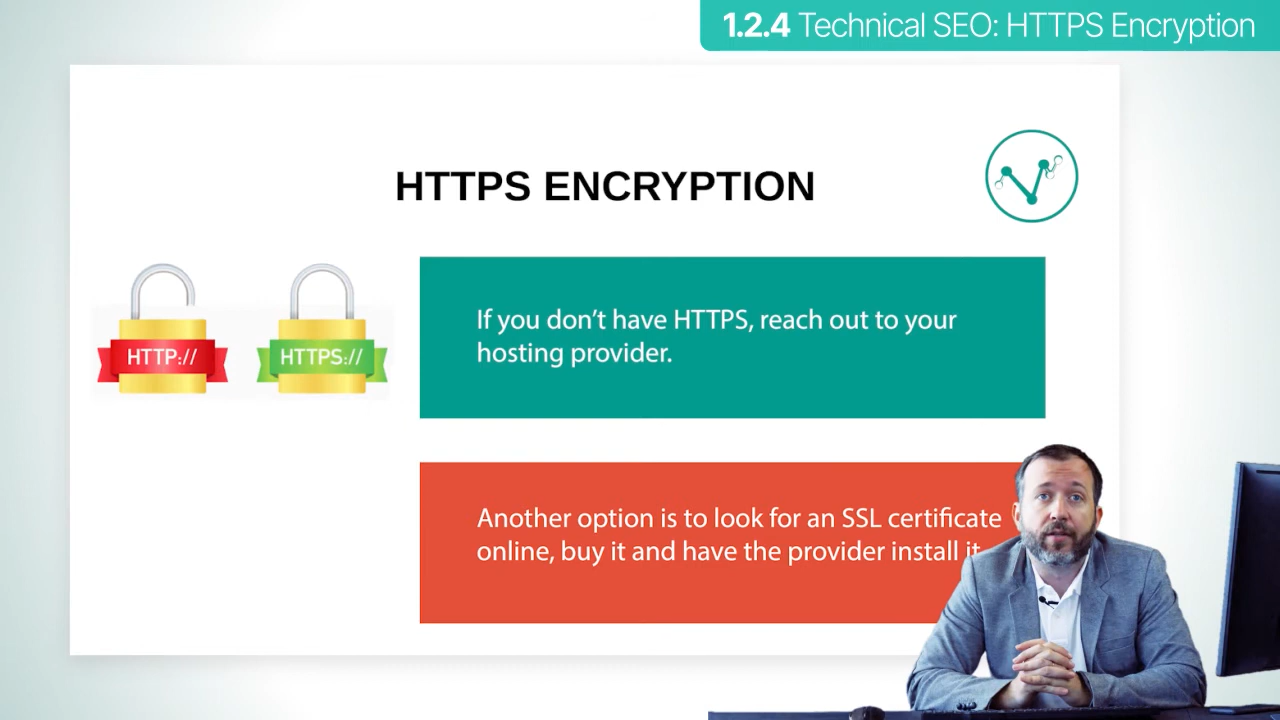 1.2.4 Technical SEO: HTTPS Encryption
HTTPS ENCRYPTION
HTTP://
HTTPS://
If you don’t have HTTPS, reach out to your
hosting provider.
Another option is to look for an SSL certificate
online, buy it and have the provider install it